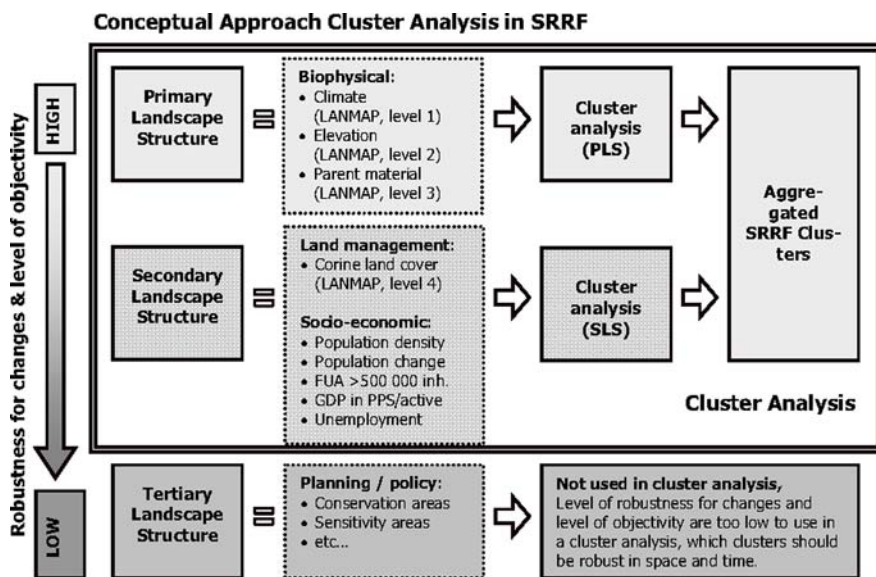 Conceptual Approach Cluster Analysis in SRRF
Robustness for changes & level of objectivity
HIGH
LOW
Primary
Landscape
Structure
=
Biophysical:
• Climate
(LANMAP, level 1)
• Elevation
(LANMAP, level 2)
• Parent material
(LANMAP, level 3)
Cluster
analysis
(PLS)
Aggre-
gated
SRRF Clus-
ters
Secondary
Landscape
Structure
=
Land management:
• Corine land cover
(LANMAP, level 4)
Socio-economic:
• Population density
• Population change
• FUA >500 000 inh.
• GDP in PPS/active
• Unemployment
Cluster
analysis
(SLS)
Cluster Analysis
Tertiary
Landscape
Structure
=
Planning / policy:
• Conservation areas
• Sensitivity areas
• etc...
Not used in cluster analysis,
Level of robustness for changes and
level of objectivity are too low to use in
a cluster analysis, which clusters should
be robust in space and time.